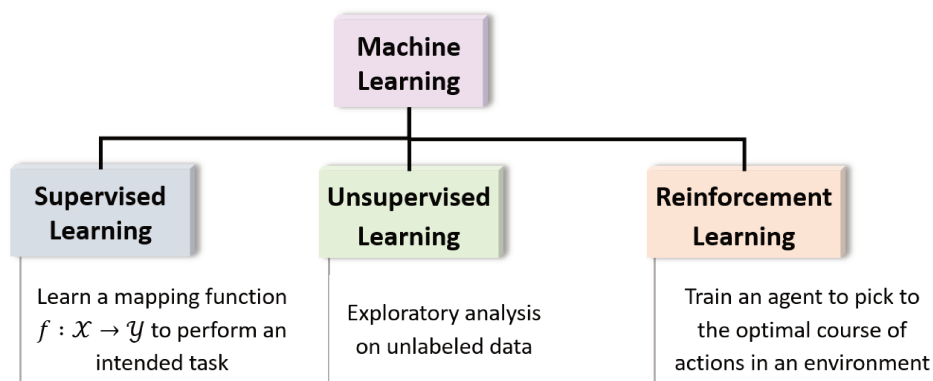 Machine
Learning
Supervised
Learning
Unsupervised
Learning
Reinforcement
Learning
Learn a mapping function
𝑓 : 𝒳 → 𝒴 to perform an
intended task
Exploratory analysis
on unlabeled data
Train an agent to pick to
the optimal course of
actions in an environment